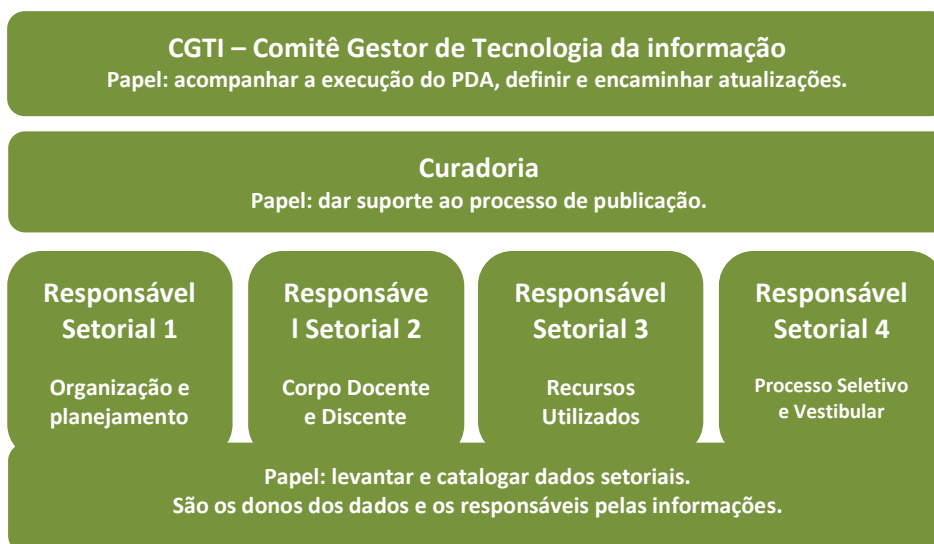 CGTI – Comitê Gestor de Tecnologia da informação
Papel: acompanhar a execução do PDA, definir e encaminhar atualizações.
Curadoria
Papel: dar suporte ao processo de publicação.
Responsável
Setorial 1
Organização e
planejamento
Responsáve
l Setorial 2
Corpo Docente
e Discente
Responsável
Setorial 3
Recursos
Utilizados
Responsável
Setorial 4
Processo Seletivo
e Vestibular
Papel: levantar e catalogar dados setoriais.
São os donos dos dados e os responsáveis pelas informações.